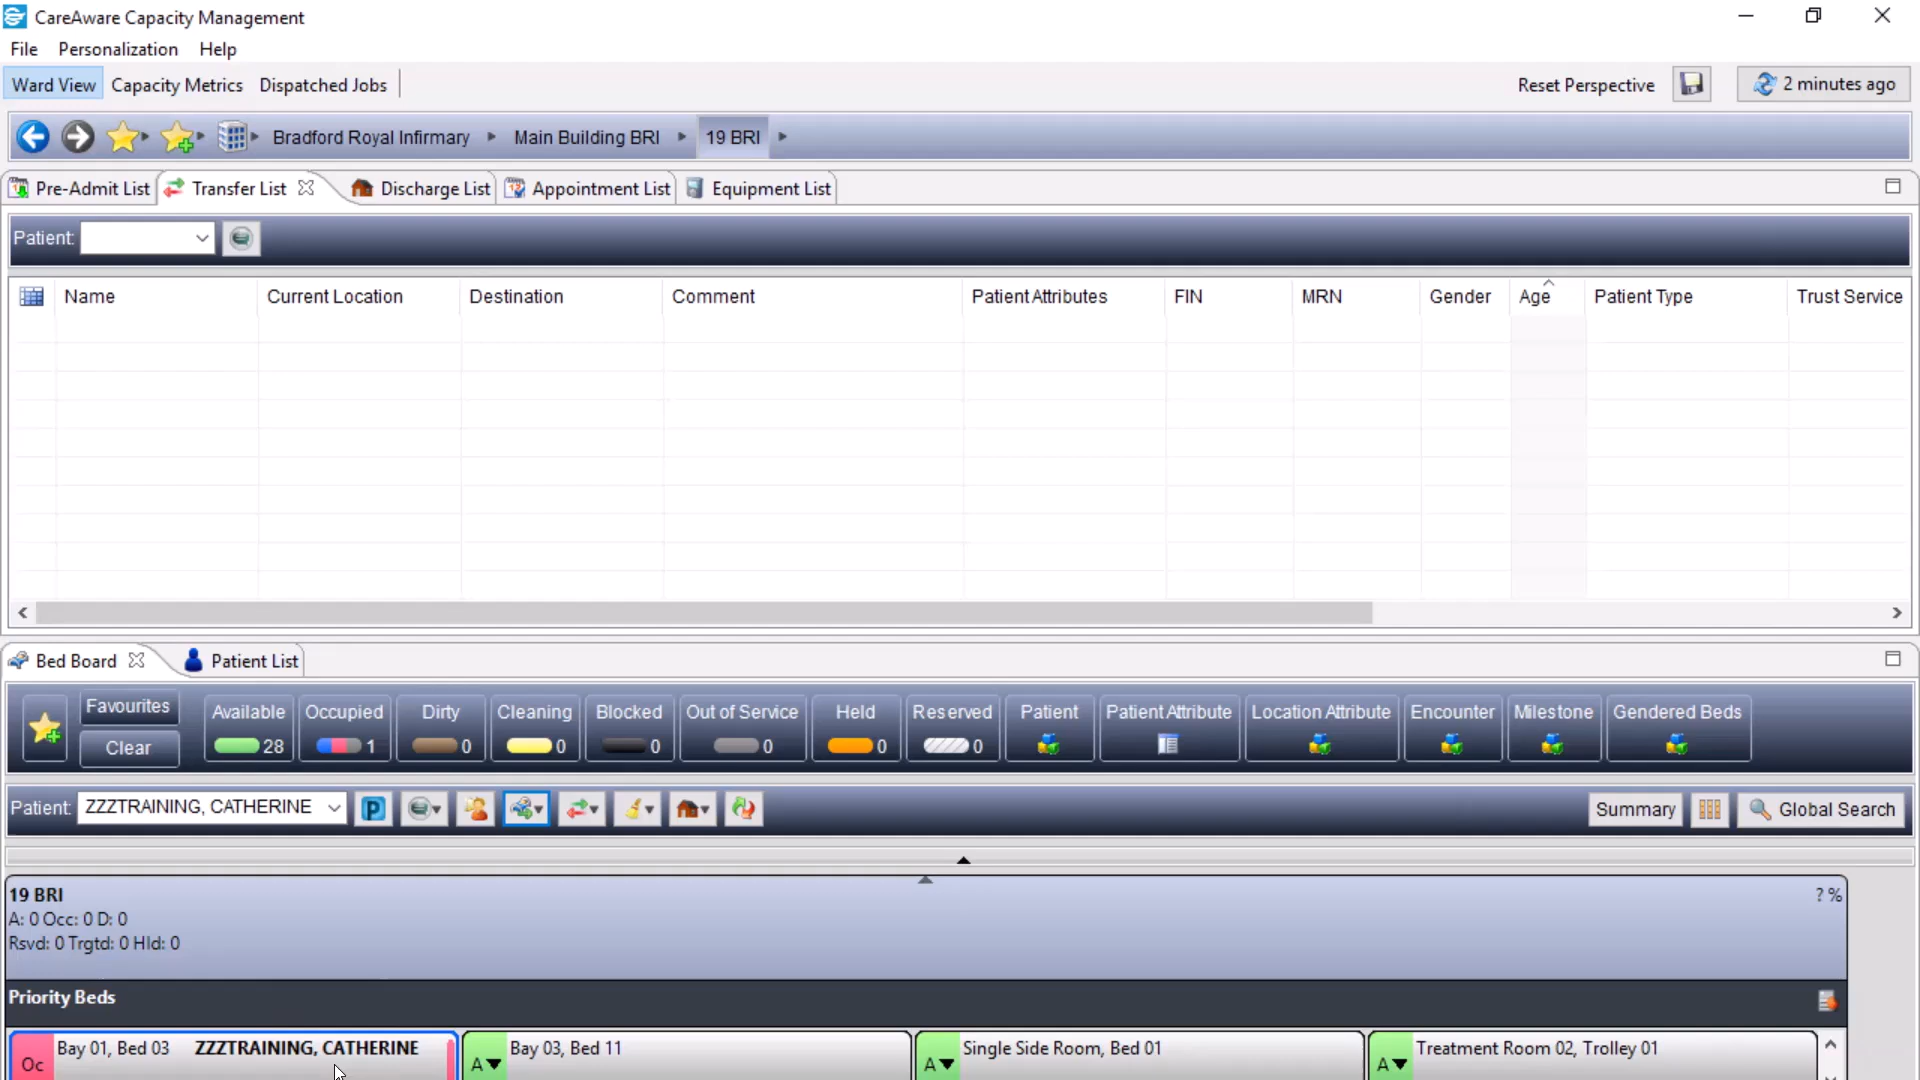 CareAware Capacity Management
File Personalization Help
Ward View Capacity Metrics Dispatched Jobs Reset Perspective 2 minutes ago
Bradford Royal Infirmary Main Building BRI 19 BRI
Pre-Admit List Transfer List Discharge List Appointment List Equipment List
Patient:
Name Current Location Destination Comment Patient Attributes FIN MRN Gender Age Patient Type Trust Service
Bed Board Patient List
Favourites Available Occupied Dirty Cleaning Blocked Out of Service Held Reserved Patient Patient Attribute Location Attribute Encounter Milestone Gendered Beds
Clear 28 1 0 0 0 0 0 0
Patient: ZZZTRAINING, CATHERINE P Summary Global Search
19 BRI ? %
A: 0 Occ: 0 D: 0
Rsvd: 0 Trgtd: 0 Hld: 0
Priority Beds
Oc Bay 01, Bed 03 ZZZTRAINING, CATHERINE A Bay 03, Bed 11 A Single Side Room, Bed 01 A Treatment Room 02, Trolley 01